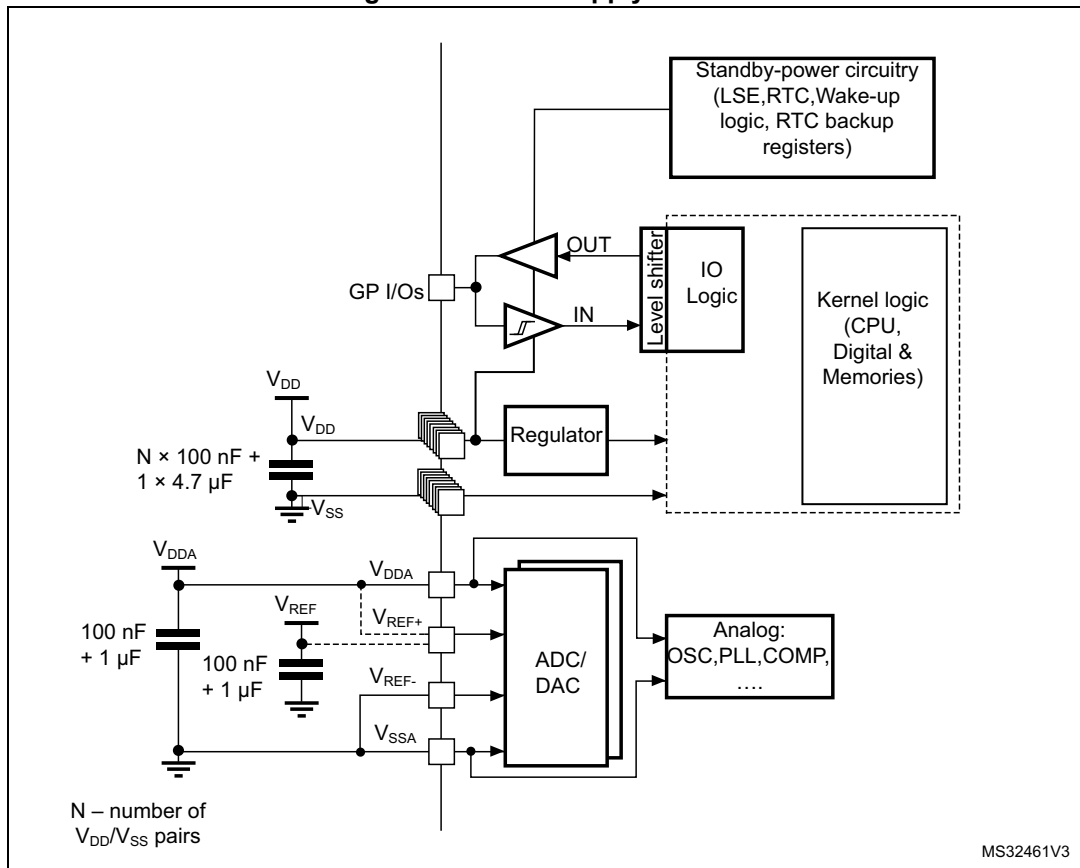 Standby-power circuitry
(LSE,RTC,Wake-up
logic, RTC backup
registers)
OUT
Level shifter
IO
Logic
GP I/Os
IN
Kernel logic
(CPU,
Digital &
Memories)
VDD
VDD
Regulator
N × 100 nF +
1 × 4.7 µF
VSS
VDDA
VDDA
VREF
VREF+
100 nF
+ 1 µF
100 nF
+ 1 µF
VREF-
ADC/
DAC
Analog:
OSC,PLL,COMP,
....
VSSA
N – number of
VDD/VSS pairs
MS32461V3